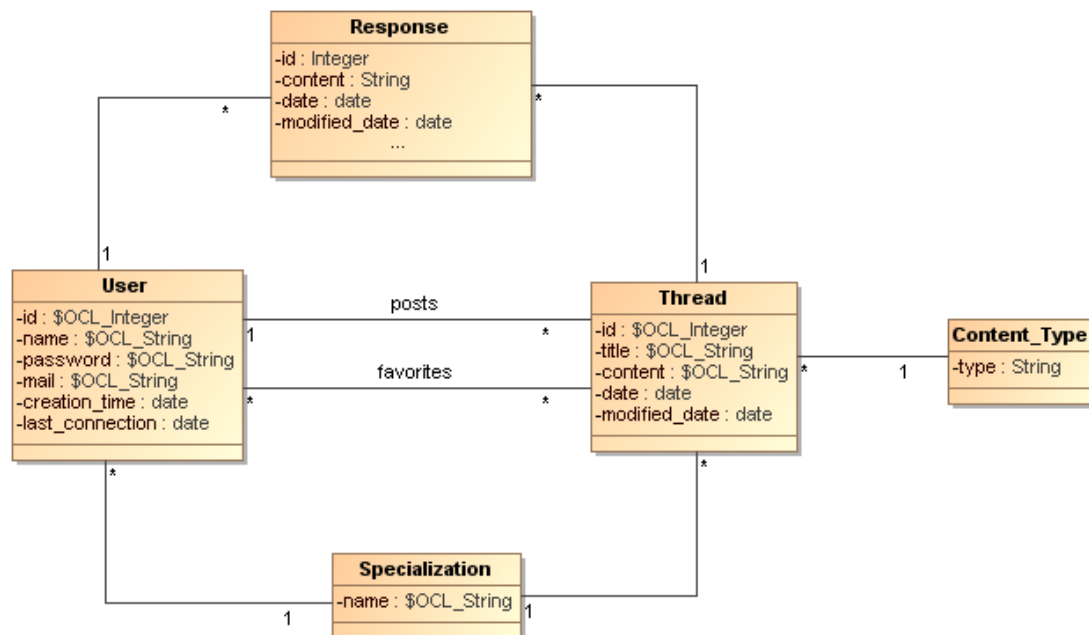 Response
-id : Integer
-content : String
-date : date
-modified_date : date
...
*
*
1
1
User
-id : $OCL_Integer
-name : $OCL_String
-password : $OCL_String
-mail : $OCL_String
-creation_time : date
-last_connection : date
posts
1
*
favorites
*
*
Thread
-id : $OCL_Integer
-title : $OCL_String
-content : $OCL_String
-date : date
-modified_date : date
*
1
Content_Type
-type : String
*
*
Specialization
-name : $OCL_String
1
1